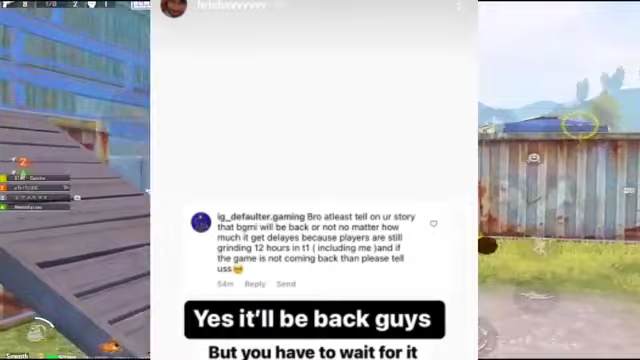 ig_defaulter.gaming Bro atleast tell on ur story
that bgmi will be back or not no matter how
much it get delayes because players are still
grinding 12 hours in t1 ( including me )and if
the game is not coming back than please tell
uss
54m Reply Send
Yes it'll be back guys
But you have to wait for it